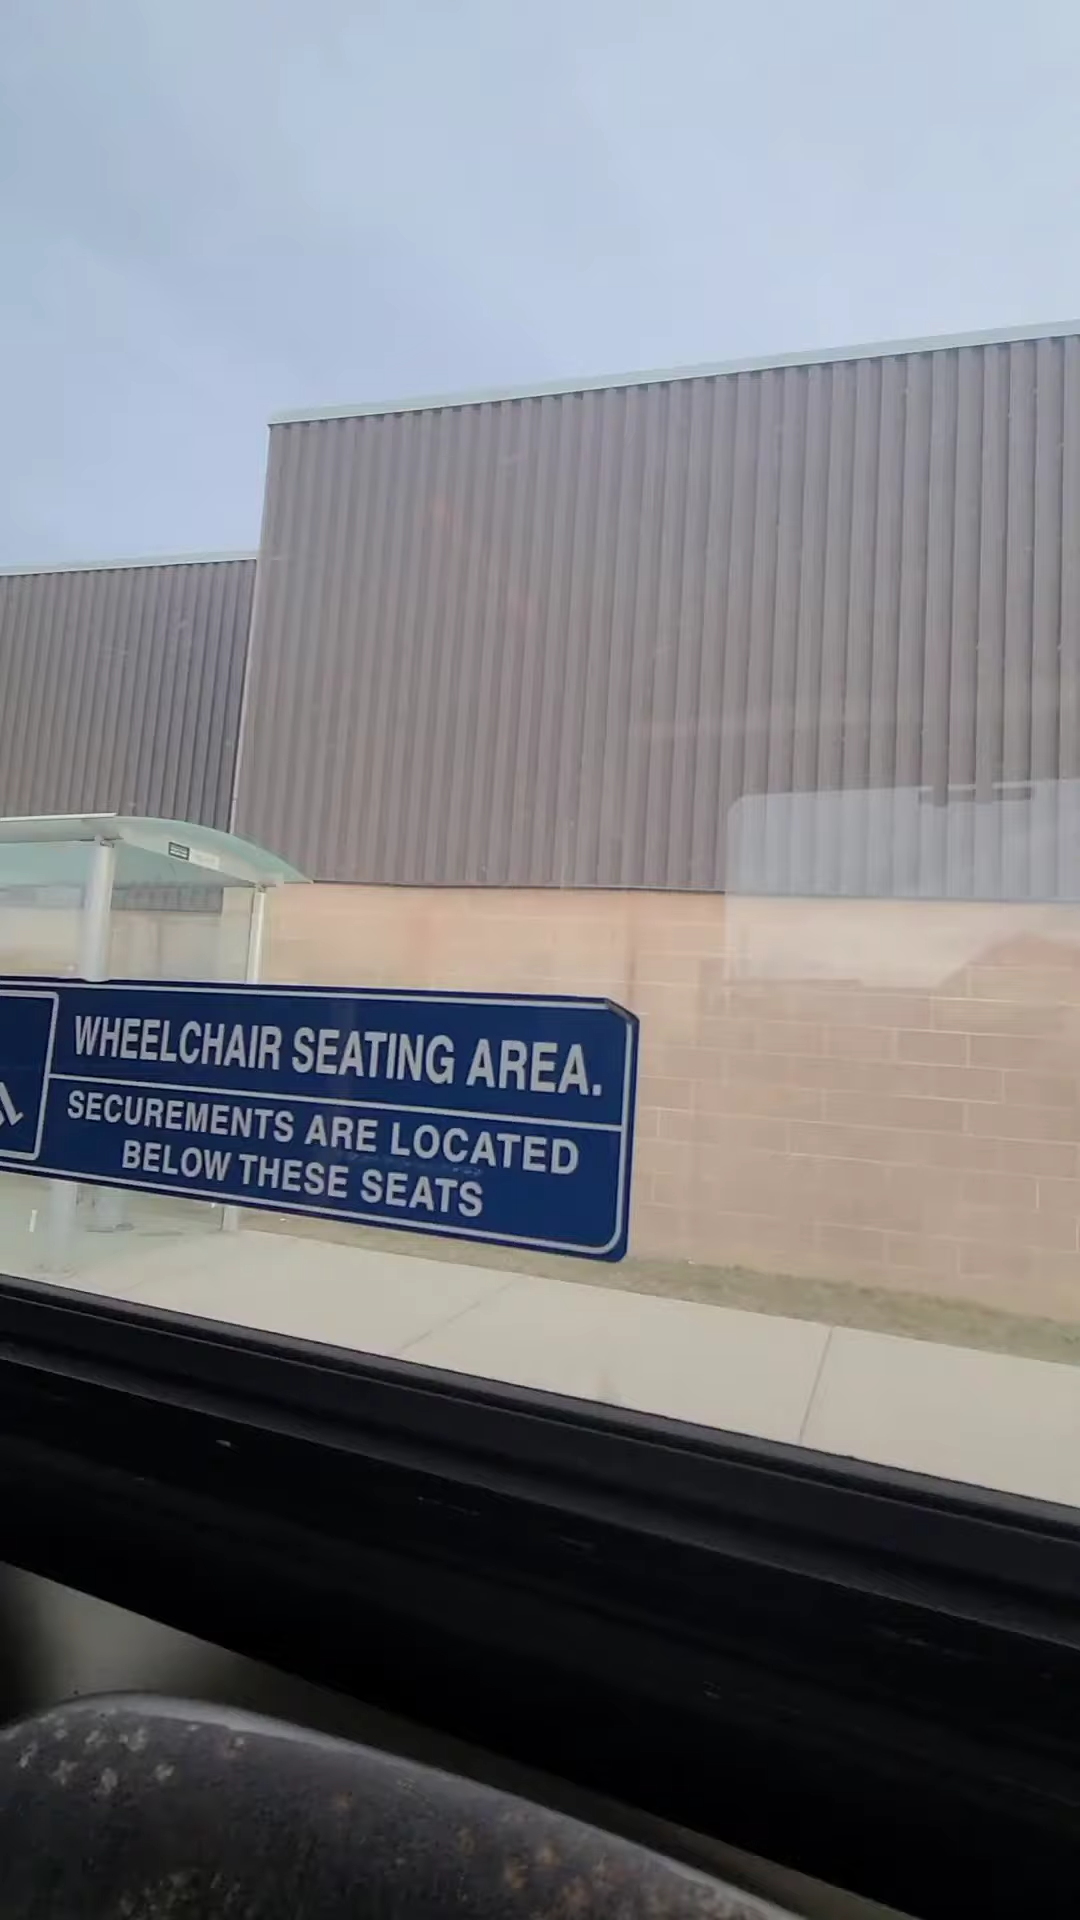 WHEELCHAIR SEATING AREA.
SECUREMENTS ARE LOCATED
BELOW THESE SEATS